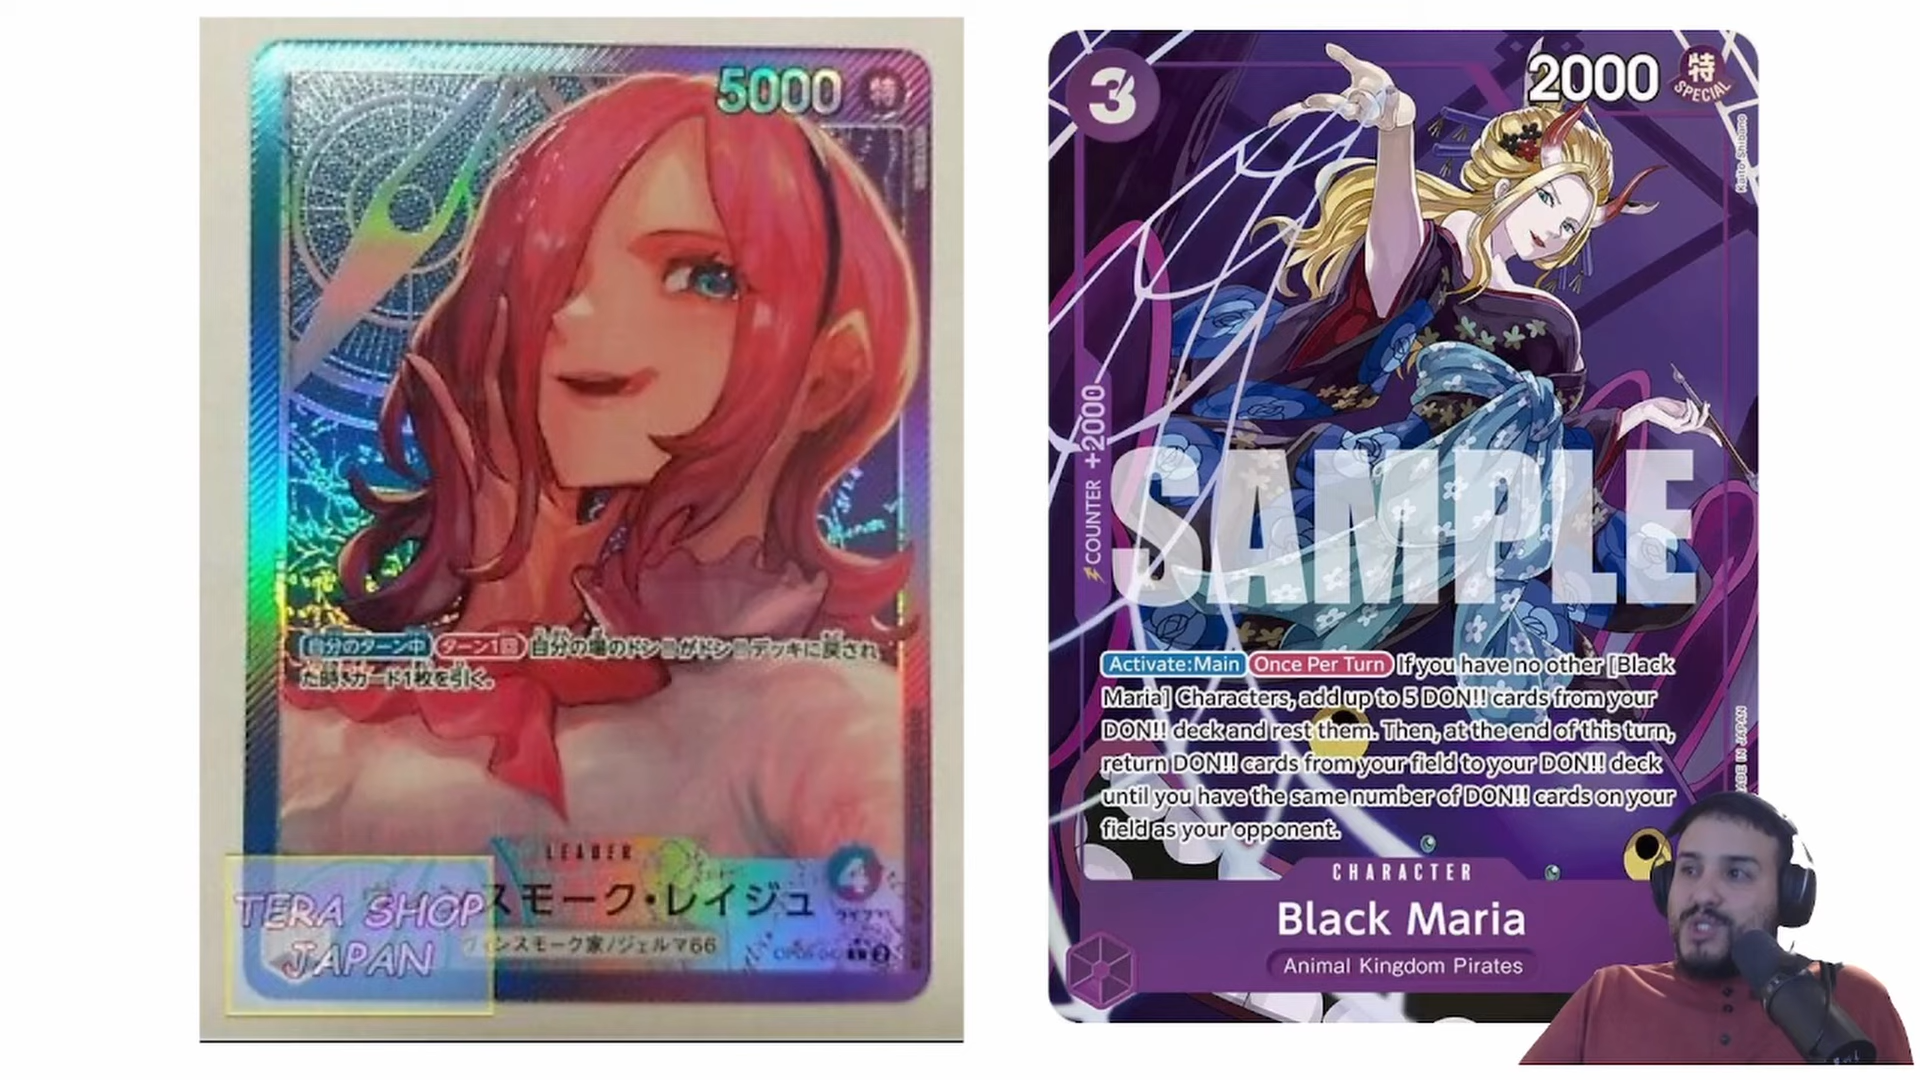 5000
特
自分のターン中 ターン1回 自分の場のドン‼がドン‼デッキに戻され
た時、カード1枚を引く。
LEADER
スモーク・レイジュ
4
ライフ
ヴィンスモーク家/ジェルマ66
TERA SHOP
JAPAN
3
2000
特
SPECIAL
COUNTER +2000
SAMPLE
Activate:Main Once Per Turn If you have no other [Black
Maria] Characters, add up to 5 DON!! cards from your
DON!! deck and rest them. Then, at the end of this turn,
return DON!! cards from your field to your DON!! deck
until you have the same number of DON!! cards on your
field as your opponent.
CHARACTER
Black Maria
Animal Kingdom Pirates
MADE IN JAPAN